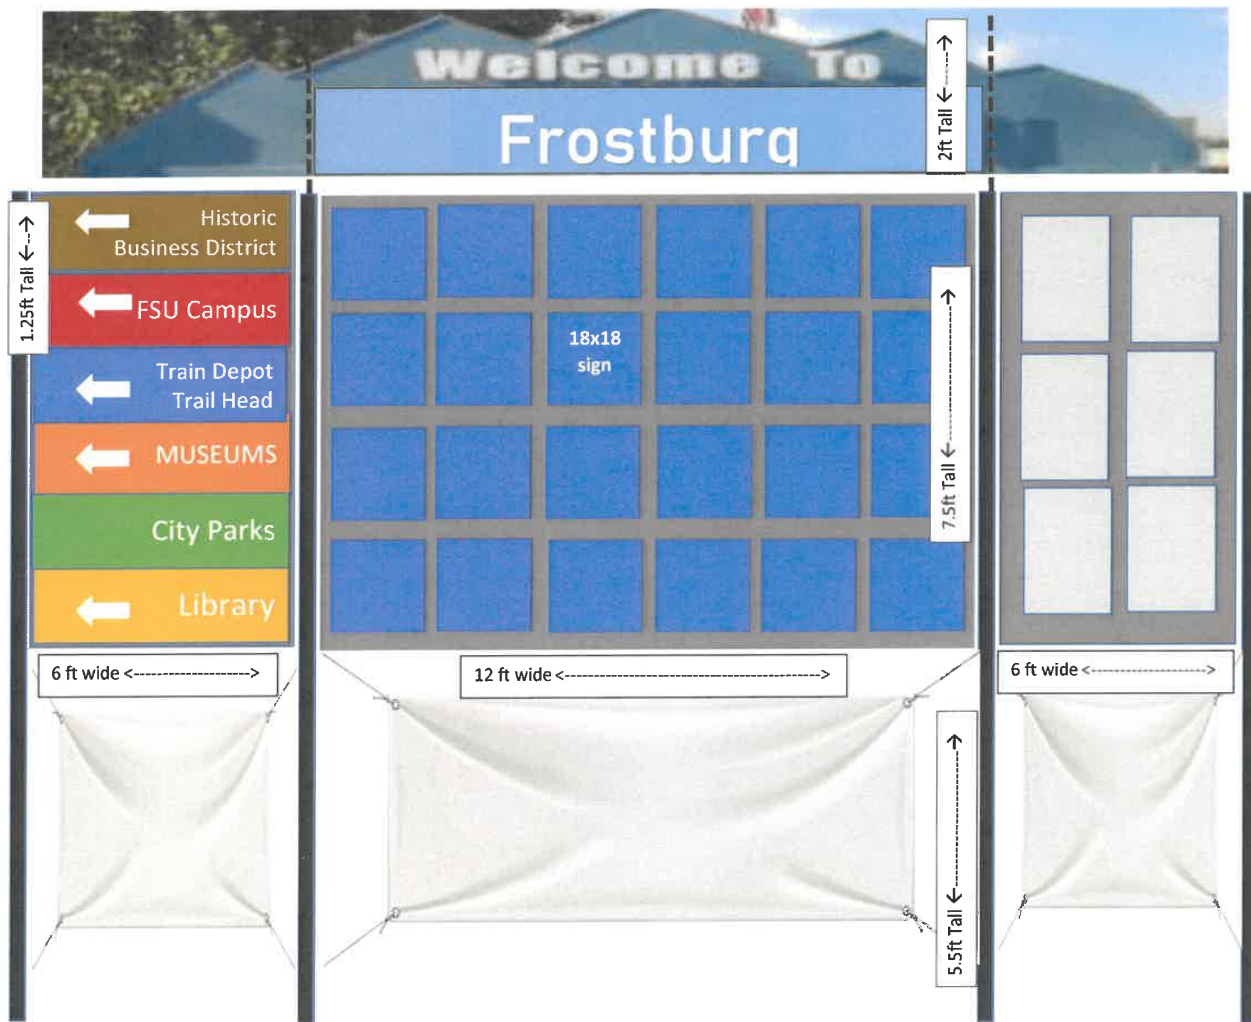 Welcome To
Frostburg
2ft Tall <------->
1.25ft Tall <-->
Historic
Business District
FSU Campus
Train Depot
Trail Head
MUSEUMS
City Parks
Library
18x18
sign
7.5ft Tall <--------------------->
6 ft wide <-------------------->
12 ft wide <-------------------------------------------->
6 ft wide <-------------------->
5.5ft Tall <-------------------->